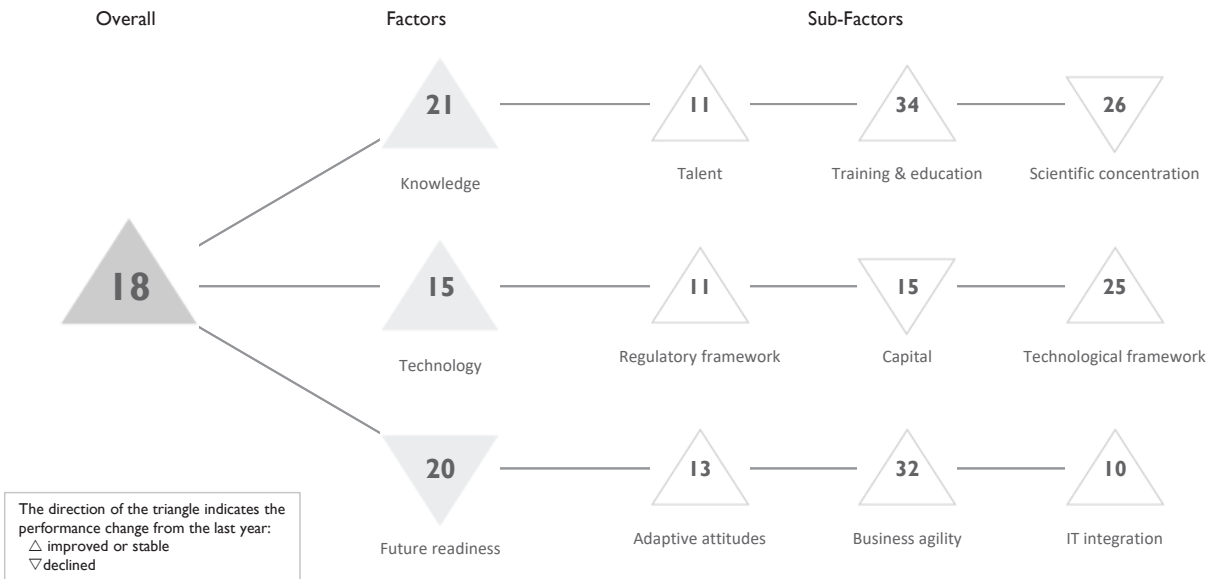 Overall
Factors
Sub-Factors
21
11
34
26
Knowledge
Talent
Training & education
Scientific concentration
18
15
11
15
25
Technology
Regulatory framework
Capital
Technological framework
20
13
32
10
Future readiness
Adaptive attitudes
Business agility
IT integration
The direction of the triangle indicates the
performance change from the last year:
△ improved or stable
▽declined